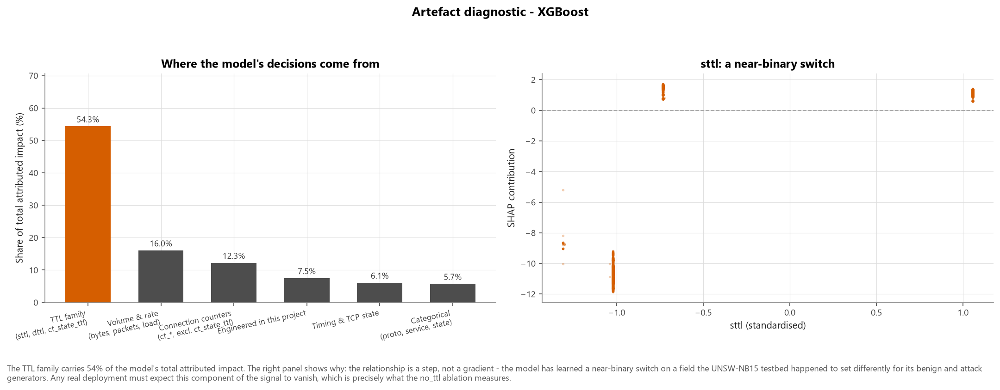 Artefact diagnostic - XGBoost
Where the model's decisions come from
Share of total attributed impact (%)
70
60
50
40
30
20
10
0
54.3%
16.0%
12.3%
7.5%
6.1%
5.7%
TTL family
(sttl, dttl, ct_state_ttl)
Volume & rate
(bytes, packets, load)
Connection counters
(ct_*, excl. ct_state_ttl)
Engineered in this project
Timing & TCP state
Categorical
(proto, service, state)
sttl: a near-binary switch
SHAP contribution
2
0
−2
−4
−6
−8
−10
−12
−1.0
−0.5
0.0
0.5
1.0
sttl (standardised)
The TTL family carries 54% of the model's total attributed impact. The right panel shows why: the relationship is a step, not a gradient - the model has learned a near-binary switch on a field the UNSW-NB15 testbed happened to set differently for its benign and attack
generators. Any real deployment must expect this component of the signal to vanish, which is precisely what the no_ttl ablation measures.